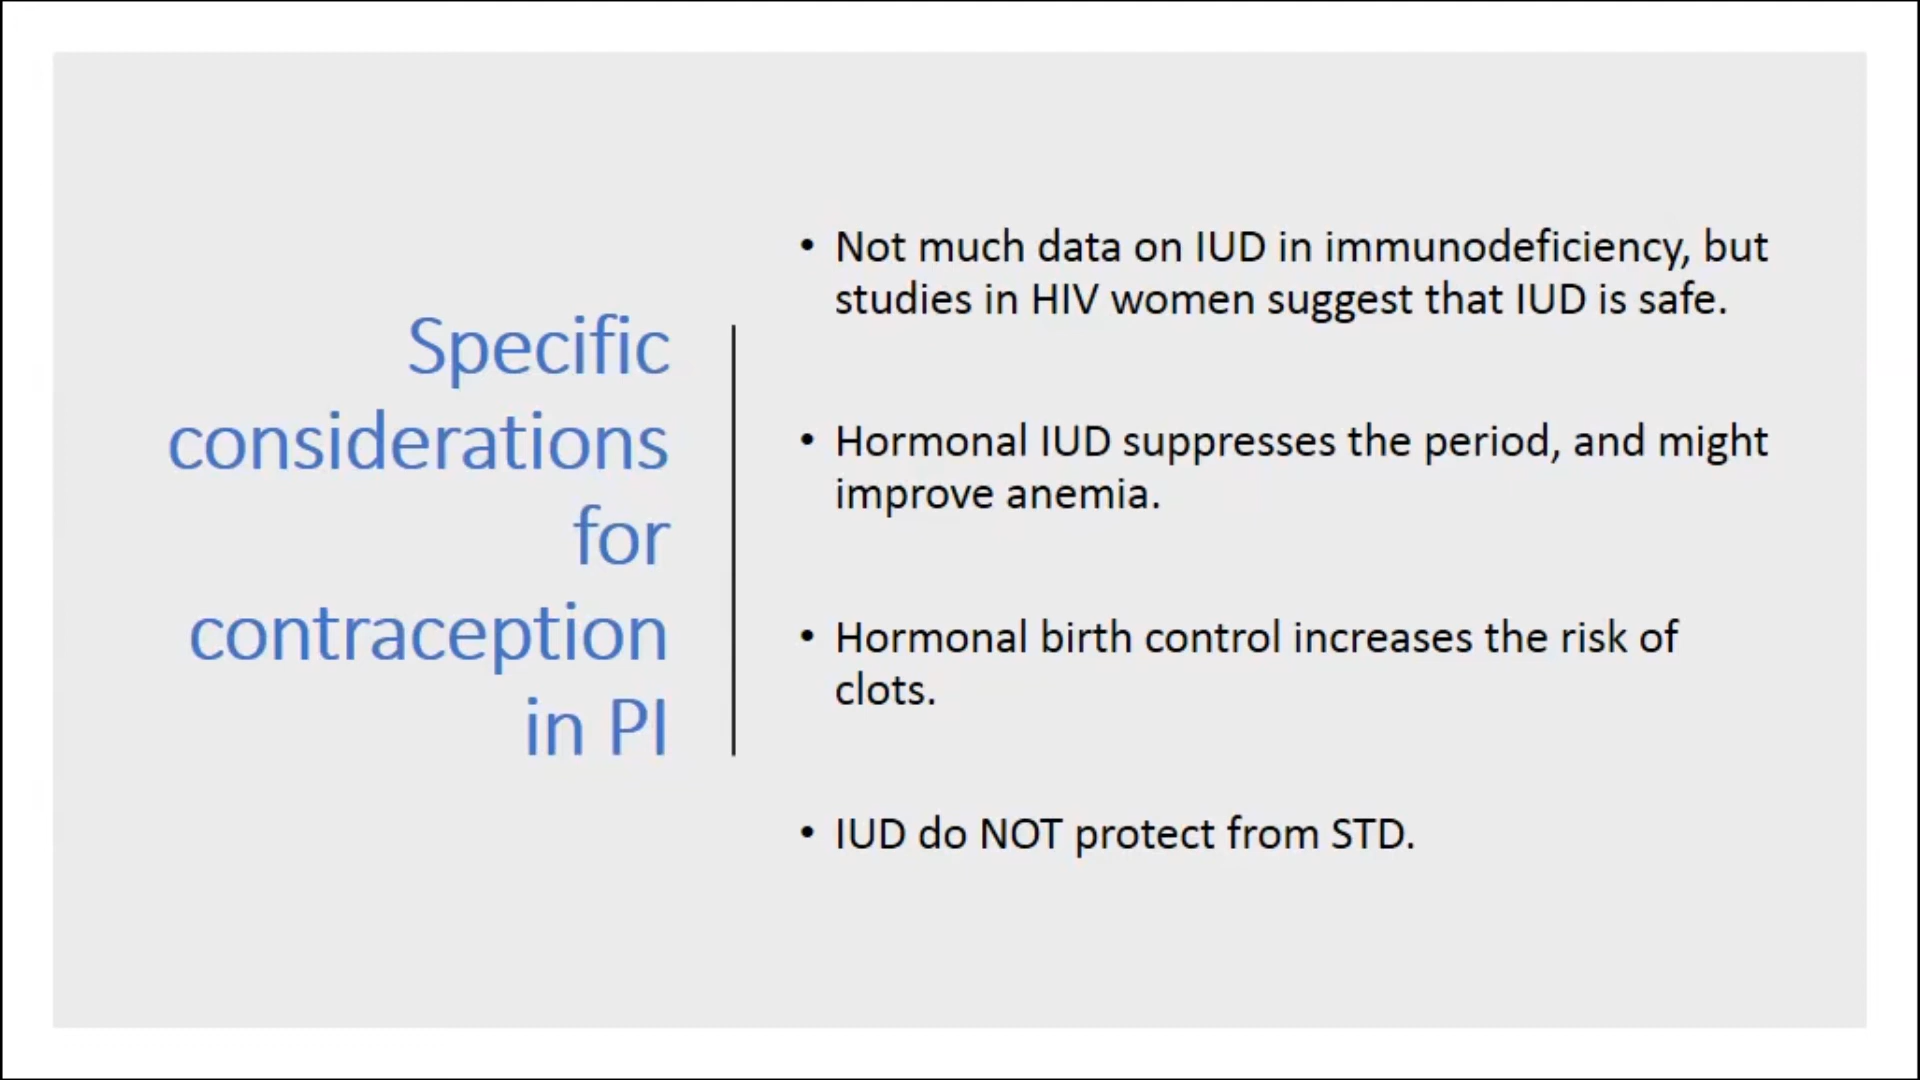 Specific
considerations
for
contraception
in PI
• Not much data on IUD in immunodeficiency, but
studies in HIV women suggest that IUD is safe.
• Hormonal IUD suppresses the period, and might
improve anemia.
• Hormonal birth control increases the risk of
clots.
• IUD do NOT protect from STD.